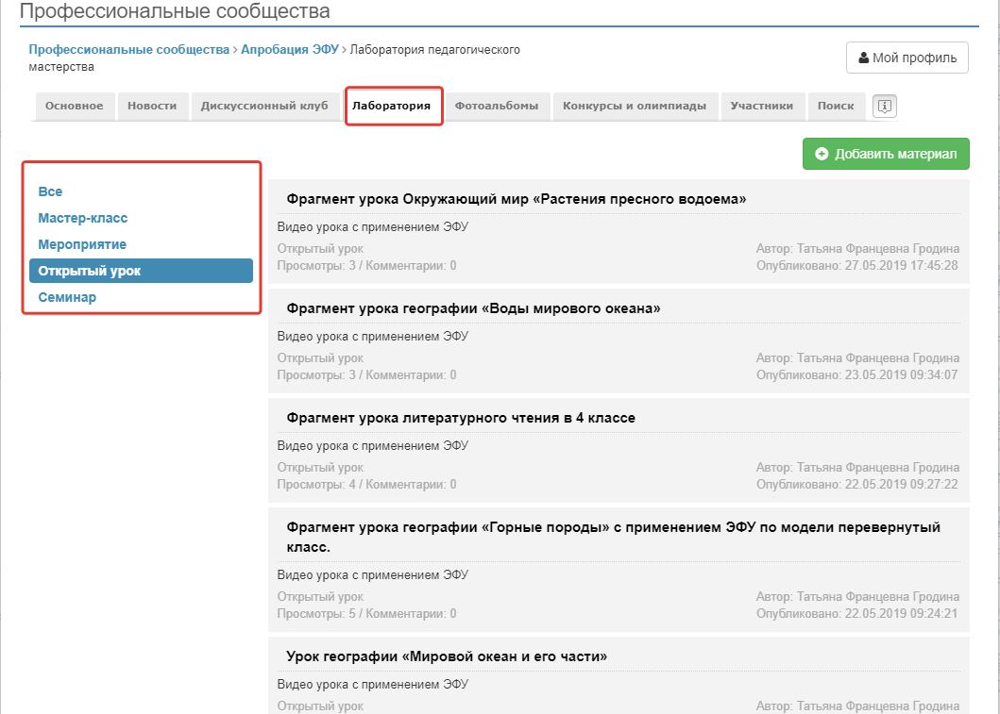 Профессиональные сообщества
Профессиональные сообщества > Апробация ЭФУ > Лаборатория педагогического
мастерства
Мой профиль
Основное Новости Дискуссионный клуб Лаборатория Фотоальбомы Конкурсы и олимпиады Участники Поиск
Добавить материал
Все
Мастер-класс
Мероприятие
Открытый урок
Семинар
Фрагмент урока Окружающий мир «Растения пресного водоема»
Видео урока с применением ЭФУ
Открытый урок Автор: Татьяна Францевна Гродина
Просмотры: 3 / Комментарии: 0 Опубликовано: 27.05.2019 17:45:28
Фрагмент урока географии «Воды мирового океана»
Видео урока с применением ЭФУ
Открытый урок Автор: Татьяна Францевна Гродина
Просмотры: 3 / Комментарии: 0 Опубликовано: 23.05.2019 09:34:07
Фрагмент урока литературного чтения в 4 классе
Видео урока с применением ЭФУ
Открытый урок Автор: Татьяна Францевна Гродина
Просмотры: 4 / Комментарии: 0 Опубликовано: 22.05.2019 09:27:22
Фрагмент урока географии «Горные породы» с применением ЭФУ по модели перевернутый
класс.
Видео урока с применением ЭФУ
Открытый урок Автор: Татьяна Францевна Гродина
Просмотры: 5 / Комментарии: 0 Опубликовано: 22.05.2019 09:24:21
Урок географии «Мировой океан и его части»
Видео урока с применением ЭФУ
Открытый урок Автор: Татьяна Францевна Гродина